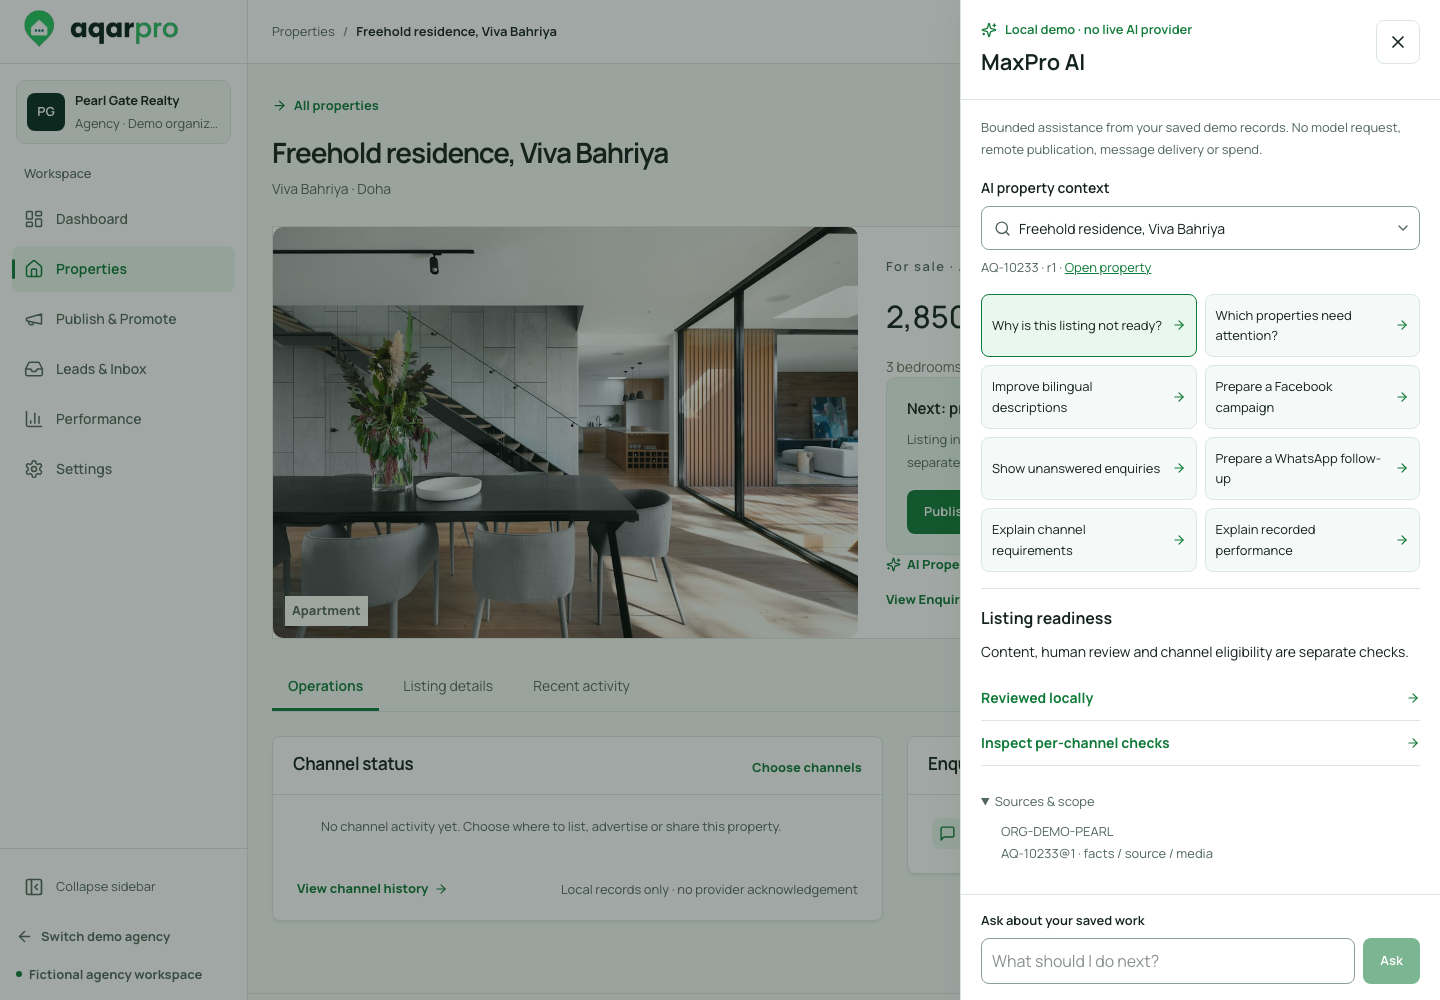 aqarpro
PG
Pearl Gate Realty
Agency · Demo organiz...
Workspace
Dashboard
Properties
Publish & Promote
Leads & Inbox
Performance
Settings
Collapse sidebar
Switch demo agency
Fictional agency workspace
Properties / Freehold residence, Viva Bahriya
All properties
Freehold residence, Viva Bahriya
Viva Bahriya · Doha
Apartment
For sale ·
2,850
3 bedrooms
Next:
Listing in
separate
AI
View
Operations
Listing details
Recent activity
Channel status
Choose channels
No channel activity yet. Choose where to list, advertise or share this property.
View channel history
Local records only · no provider acknowledgement
Local demo · no live AI provider
MaxPro AI
Bounded assistance from your saved demo records. No model request,
remote publication, message delivery or spend.
AI property context
Freehold residence, Viva Bahriya
AQ-10233 · r1 · Open property
Why is this listing not ready?
Which properties need
attention?
Improve bilingual
descriptions
Prepare a Facebook
campaign
Show unanswered enquiries
Prepare a WhatsApp follow-
up
Explain channel
requirements
Explain recorded
performance
Listing readiness
Content, human review and channel eligibility are separate checks.
Reviewed locally
Inspect per-channel checks
Sources & scope
ORG-DEMO-PEARL
AQ-10233@1 · facts / source / media
Ask about your saved work
What should I do next?
Ask